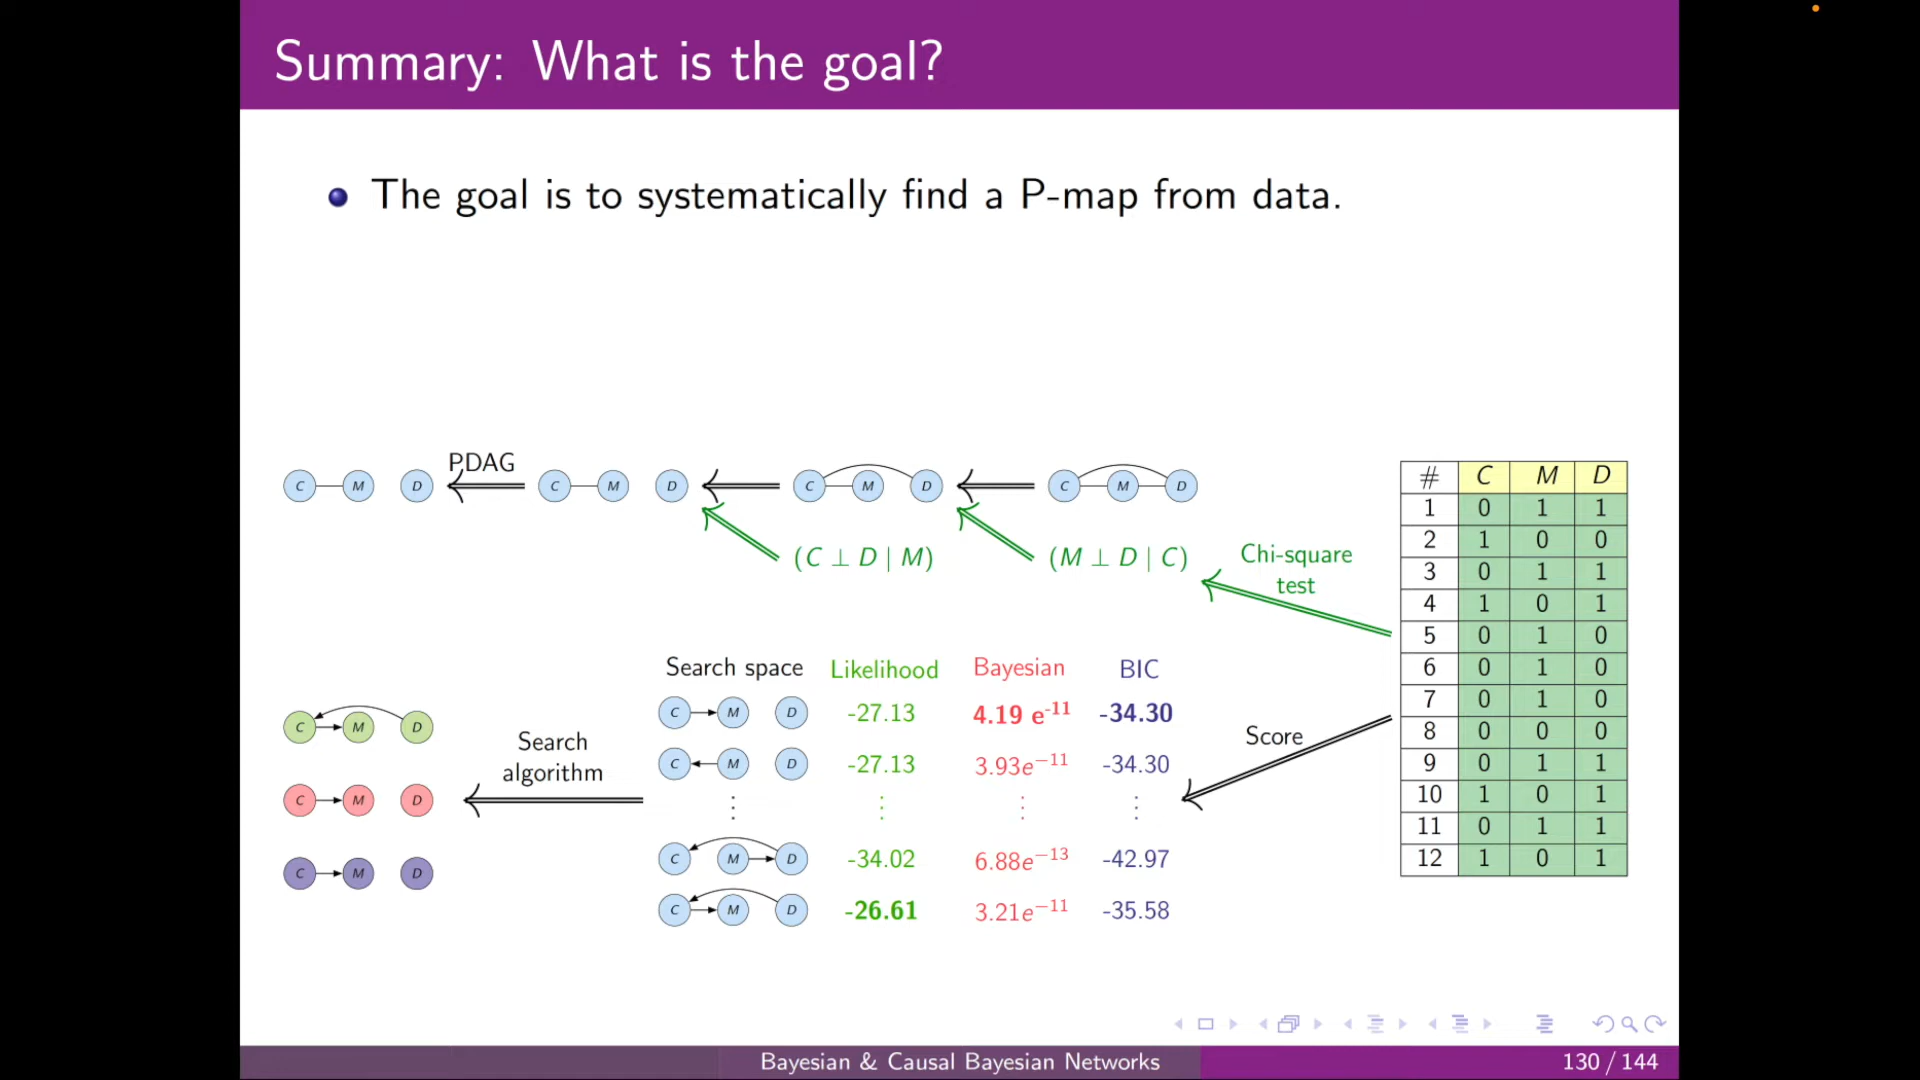 Summary: What is the goal?
The goal is to systematically find a P-map from data.
C M D PDAG C M D C M D C M D
(C ⊥ D | M) (M ⊥ D | C) Chi-square
test
Search space Likelihood Bayesian BIC
C M D -27.13 4.19 e-11 -34.30
C M D -27.13 3.93e−11 -34.30
⋮ ⋮ ⋮ ⋮
C M D -34.02 6.88e−13 -42.97
C M D -26.61 3.21e−11 -35.58
Score
Search
algorithm
C M D
C M D
C M D
# C M D
1 0 1 1
2 1 0 0
3 0 1 1
4 1 0 1
5 0 1 0
6 0 1 0
7 0 1 0
8 0 0 0
9 0 1 1
10 1 0 1
11 0 1 1
12 1 0 1
Bayesian & Causal Bayesian Networks
130 / 144